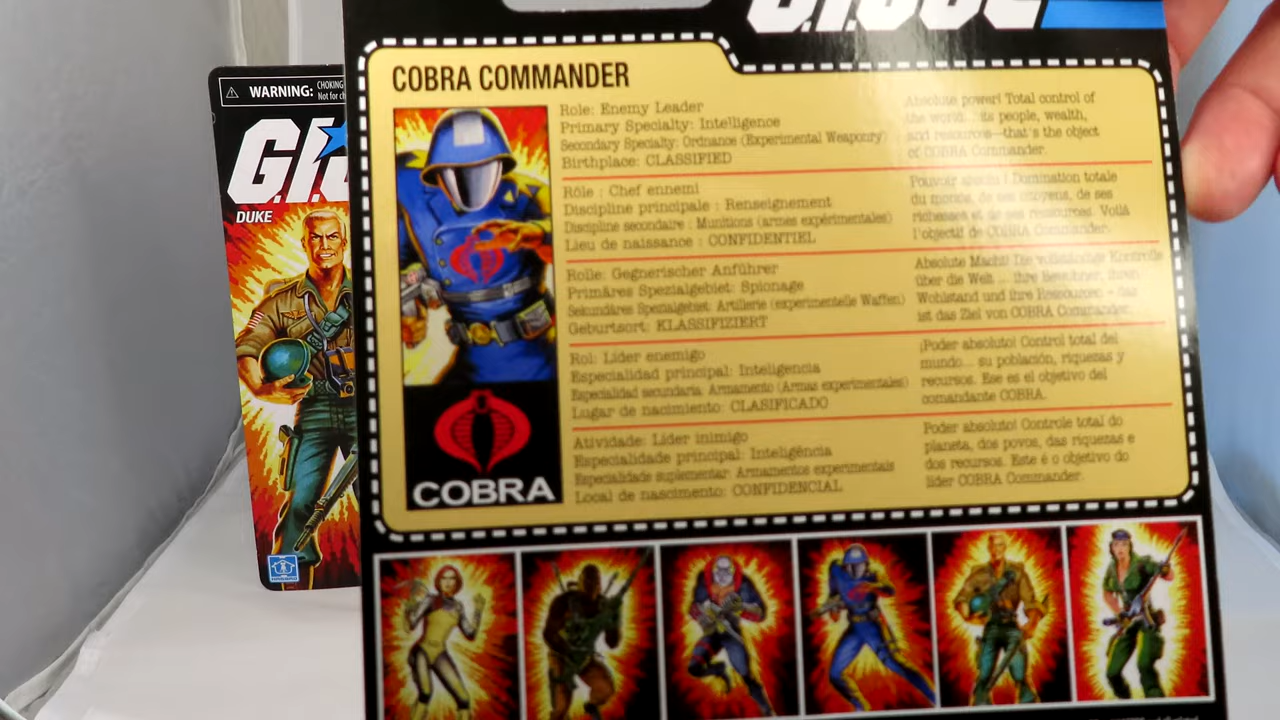 WARNING: CHOKING
Not for ch
G.I.
DUKE
G.I. JOE
COBRA COMMANDER
Role: Enemy Leader
Primary Specialty: Intelligence
Secondary Specialty: Ordnance (Experimental Weaponry)
Birthplace: CLASSIFIED
Absolute power! Total control of
the world... its people, wealth,
and resources—that's the object
of COBRA Commander.
Rôle : Chef ennemi
Discipline principale : Renseignement
Discipline secondaire : Munitions (armes expérimentales)
Lieu de naissance : CONFIDENTIEL
Pouvoir absolu ! Domination totale
du monde, de ses citoyens, de ses
richesses et de ses ressources. Voilà
l'objectif de COBRA Commander.
Rolle: Gegnerischer Anführer
Primäres Spezialgebiet: Spionage
Sekundäres Spezialgebiet: Artillerie (experimentelle Waffen)
Geburtsort: KLASSIFIZIERT
Absolute Macht! Die vollständige Kontrolle
über die Welt ... ihre Bewohner, ihren
Wohlstand und ihre Ressourcen – das
ist das Ziel von COBRA Commander.
Rol: Líder enemigo
Especialidad principal: Inteligencia
Especialidad secundaria: Armamento (Armas experimentales)
Lugar de nacimiento: CLASIFICADO
¡Poder absoluto! Control total del
mundo... su población, riquezas y
recursos. Ese es el objetivo del
comandante COBRA.
Atividade: Líder inimigo
Especialidade principal: Inteligência
Especialidade suplementar: Armamentos experimentais
Local de nascimento: CONFIDENCIAL
Poder absoluto! Controle total do
planeta, dos povos, das riquezas e
dos recursos. Este é o objetivo do
líder COBRA Commander.
COBRA